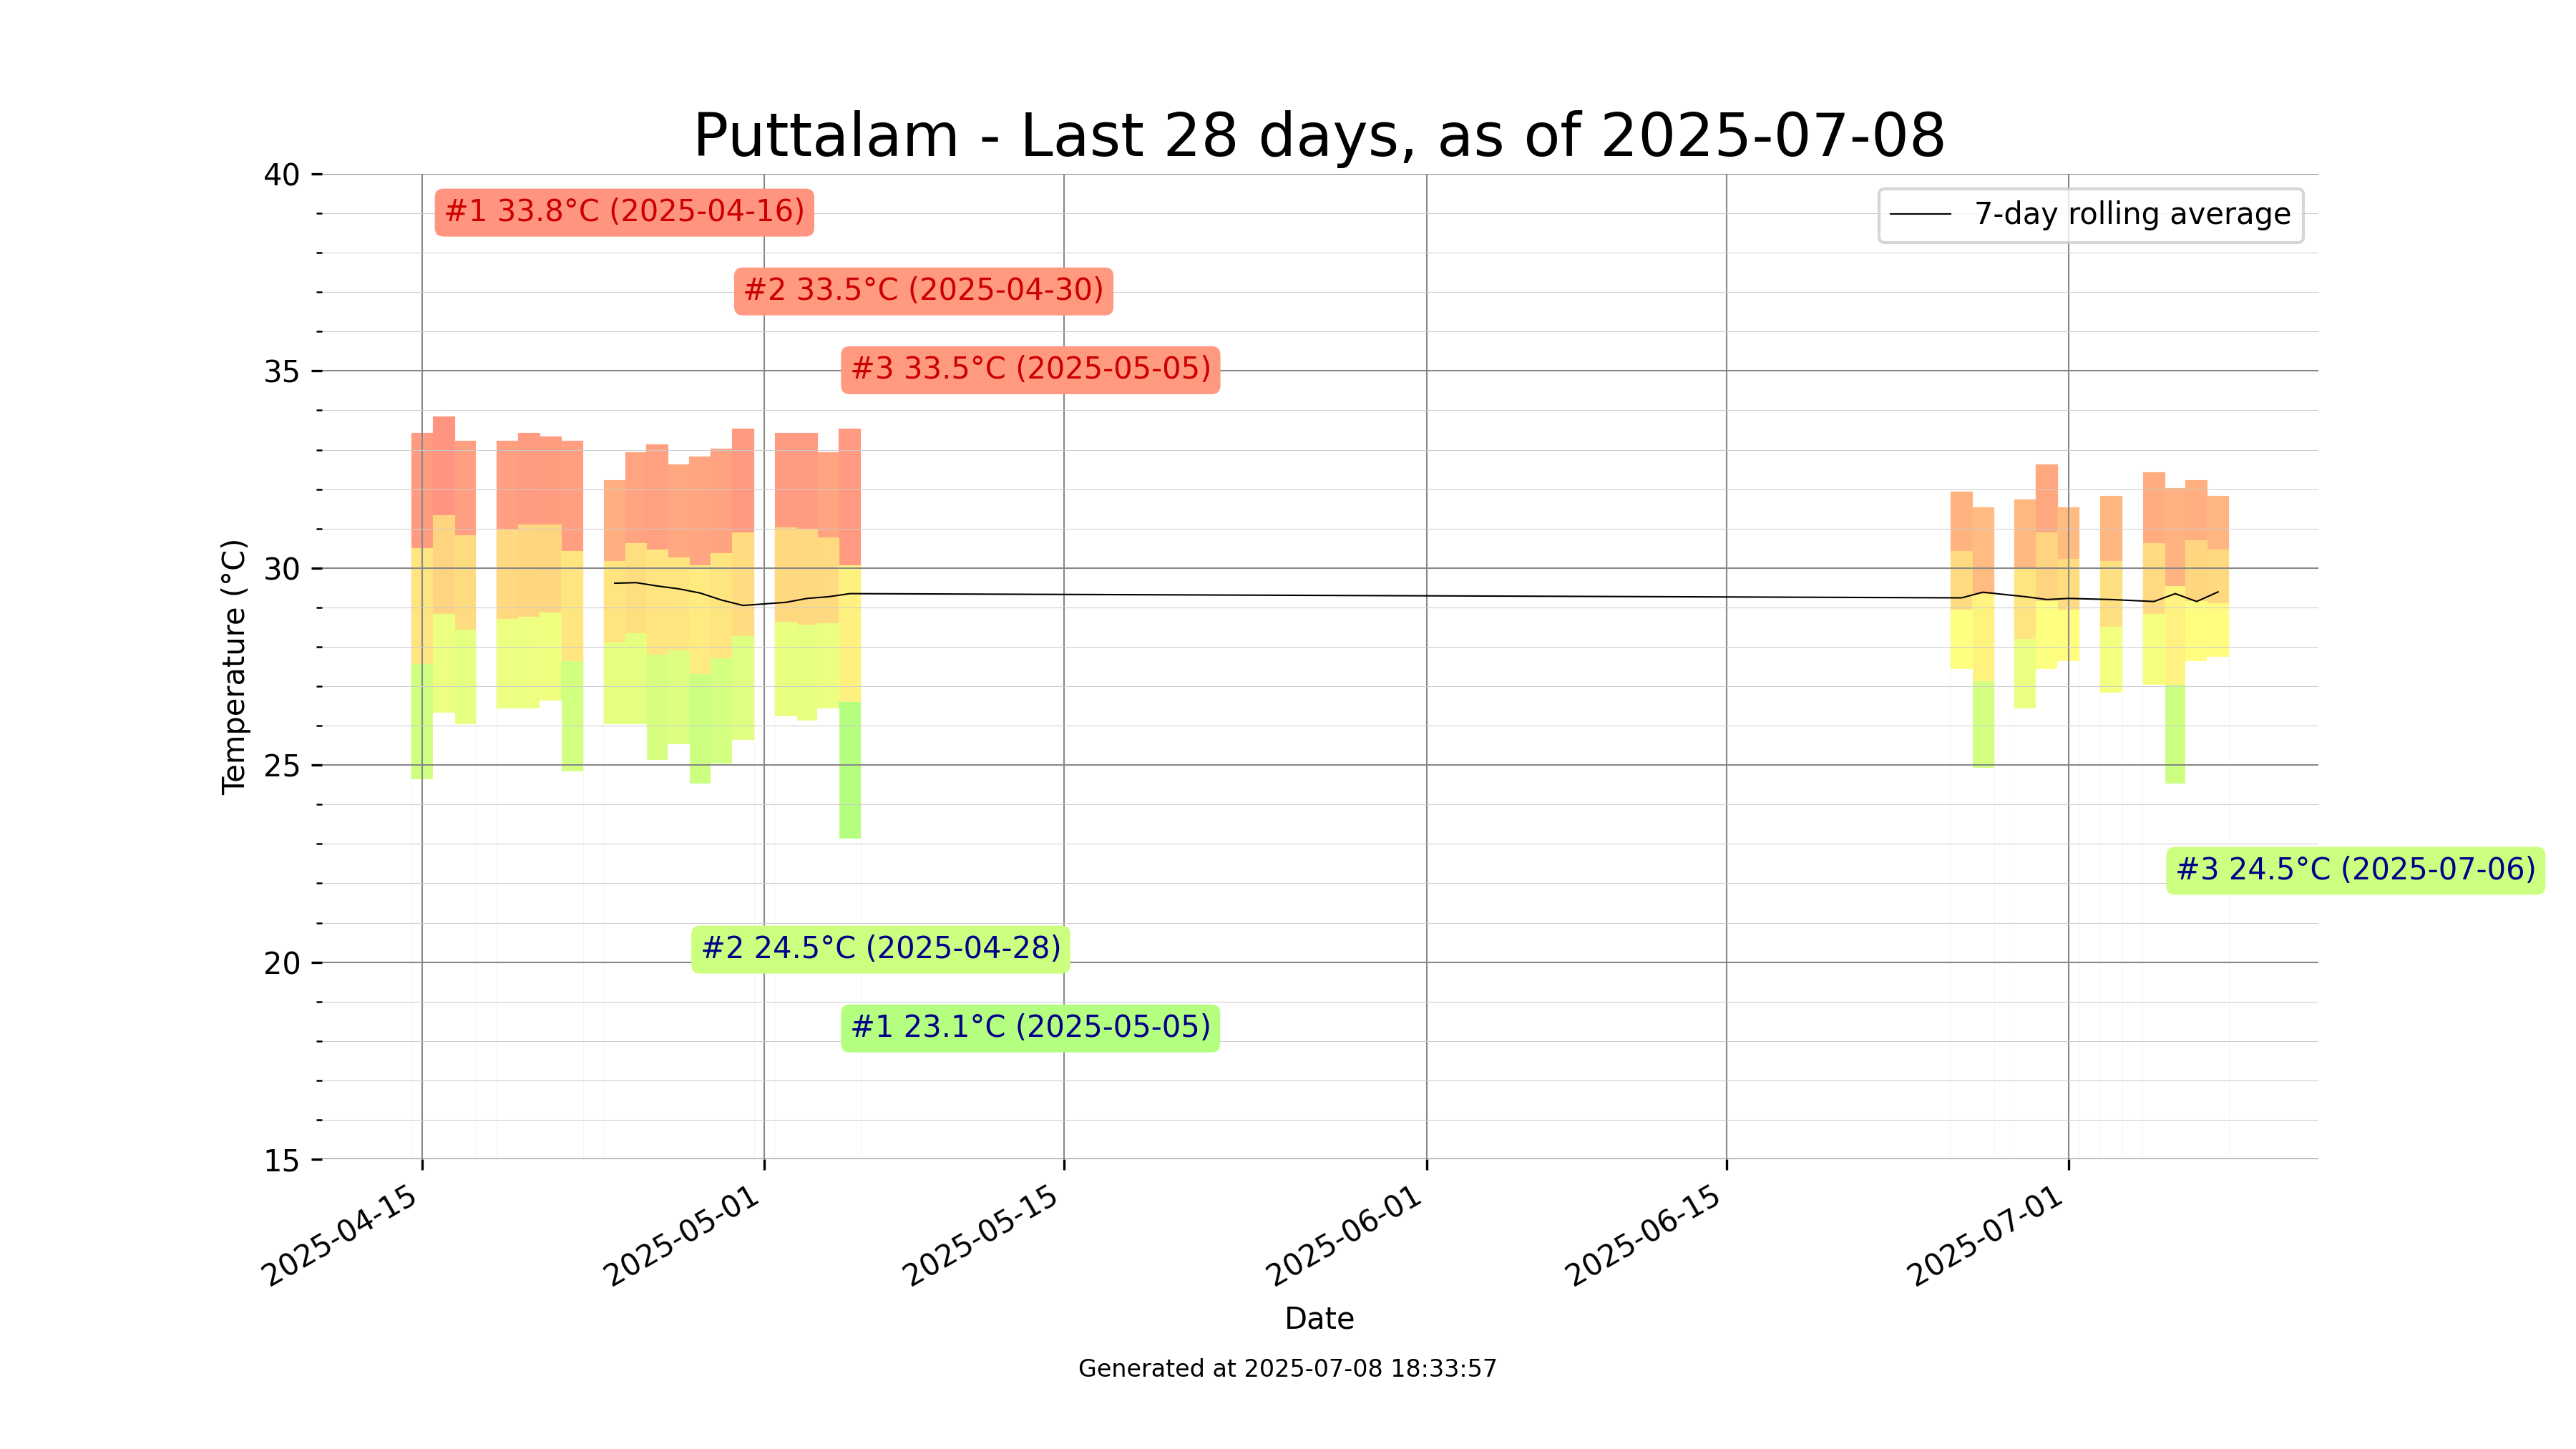 Puttalam - Last 28 days, as of 2025-07-08
40
#1 33.8°C (2025-04-16)
7-day rolling average
#2 33.5°C (2025-04-30)
35
#3 33.5°C (2025-05-05)
30
Temperature (°C)
25
#3 24.5°C (2025-07-06)
20
#2 24.5°C (2025-04-28)
#1 23.1°C (2025-05-05)
15
2025-04-15
2025-05-01
2025-05-15
2025-06-01
2025-06-15
2025-07-01
Date
Generated at 2025-07-08 18:33:57